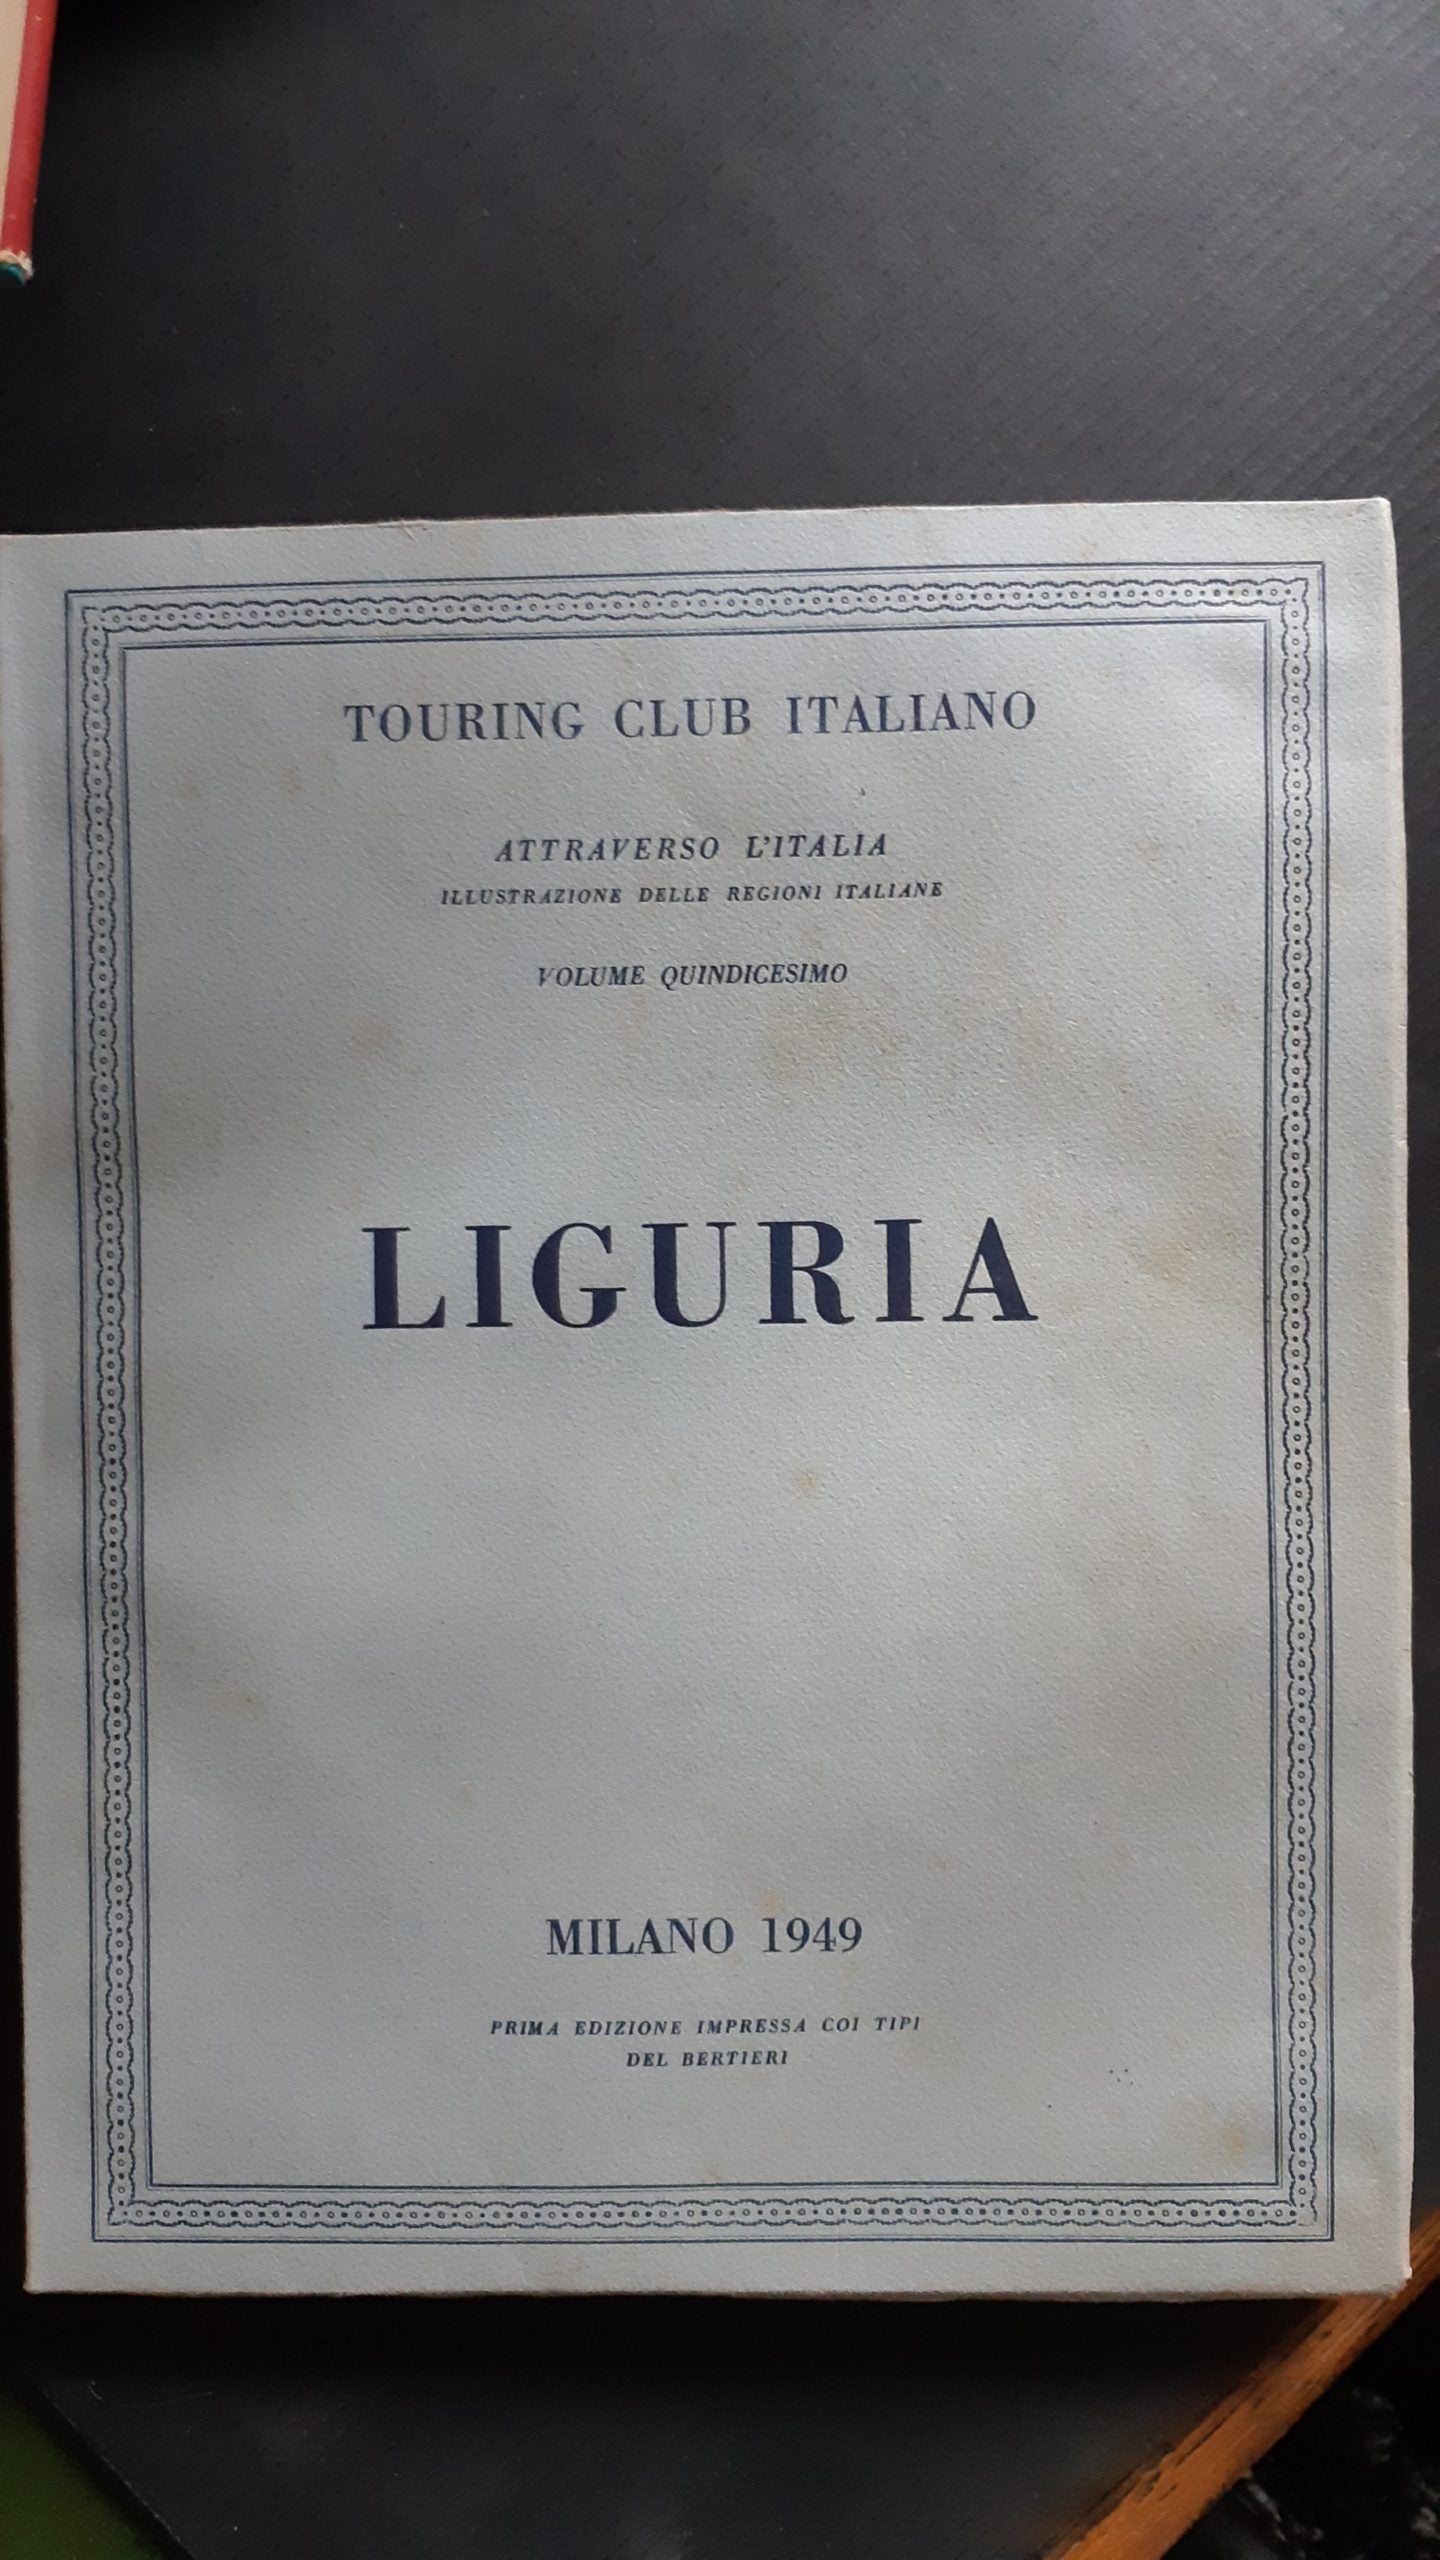 TOURING CLUB ITALIANO
ATTRAVERSO L'ITALIA
ILLUSTRAZIONE DELLE REGIONI ITALIANE
VOLUME QUINDICESIMO
LIGURIA
MILANO 1949
PRIMA EDIZIONE IMPRESSA COI TIPI
DEL BERTIERI